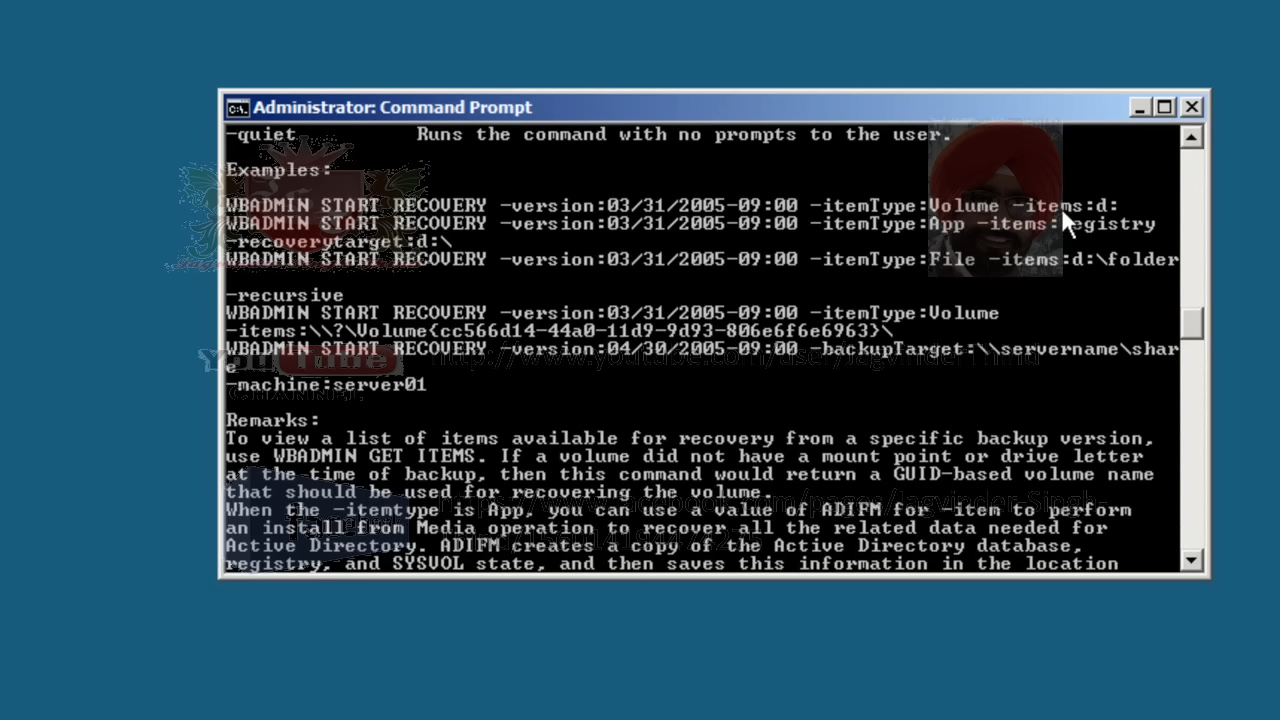 Administrator: Command Prompt
-quiet Runs the command with no prompts to the user.
Examples:
WBADMIN START RECOVERY -version:03/31/2005-09:00 -itemType:Volume -items:d:
WBADMIN START RECOVERY -version:03/31/2005-09:00 -itemType:App -items:registry
-recoverytarget:d:\
WBADMIN START RECOVERY -version:03/31/2005-09:00 -itemType:File -items:d:\folder
-recursive
WBADMIN START RECOVERY -version:03/31/2005-09:00 -itemType:Volume
-items:\\?\Volume{cc566d14-44a0-11d9-9d93-806e6f6e6963}\
WBADMIN START RECOVERY -version:04/30/2005-09:00 -backupTarget:\\servername\shar
e
-machine:server01
YouTube
CHANNEL
Remarks:
To view a list of items available for recovery from a specific backup version,
use WBADMIN GET ITEMS. If a volume did not have a mount point or drive letter
at the time of backup, then this command would return a GUID-based volume name
that should be used for recovering the volume.
When the -itemtype is App, you can use a value of ADIFM for -item to perform
an install from Media operation to recover all the related data needed for
Active Directory. ADIFM creates a copy of the Active Directory database,
registry, and SYSVOL state, and then saves this information in the location